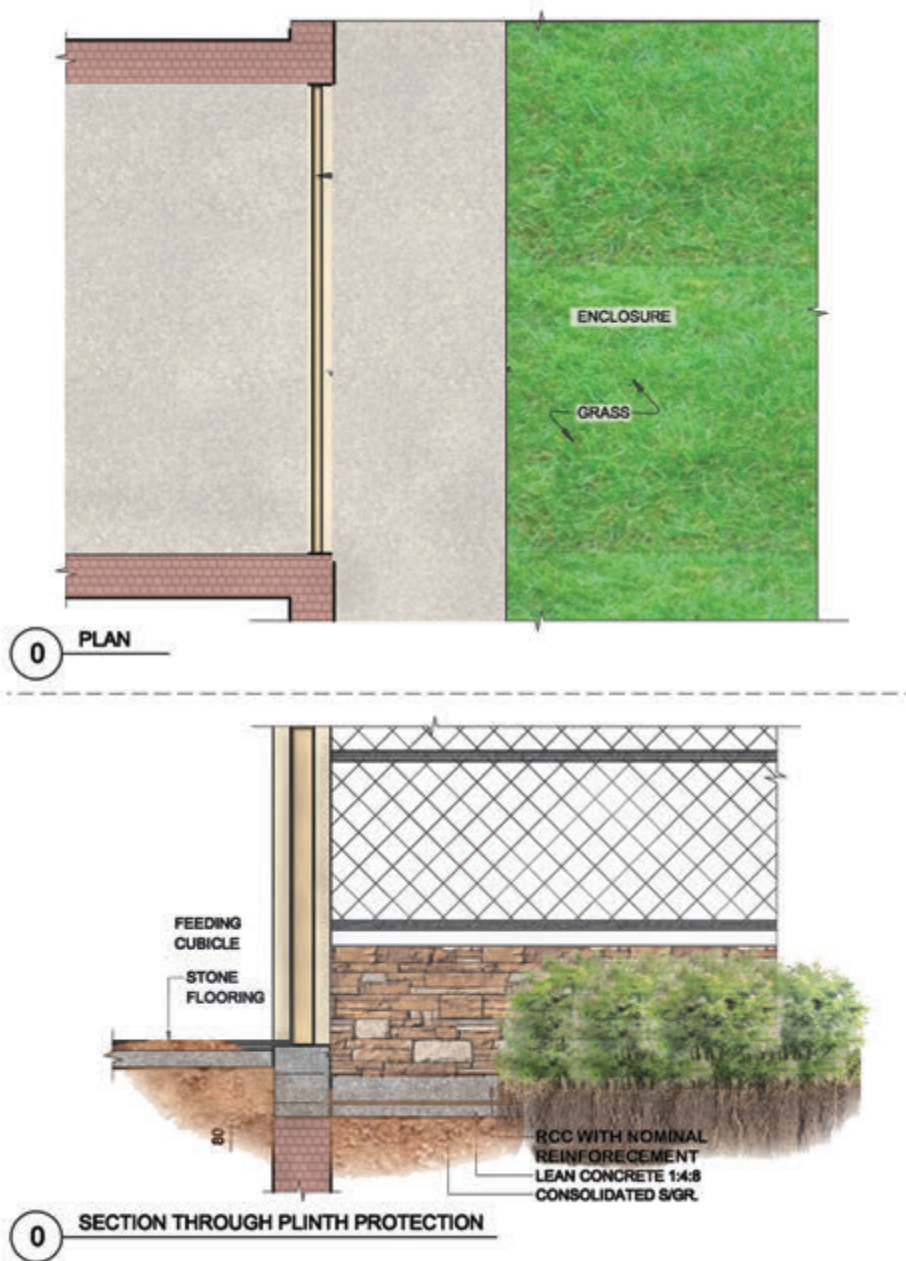 ENCLOSURE
GRASS
0 PLAN
FEEDING
CUBICLE
STONE
FLOORING
80
RCC WITH NOMINAL
REINFORECEMENT
LEAN CONCRETE 1:4:8
CONSOLIDATED S/GR.
0 SECTION THROUGH PLINTH PROTECTION